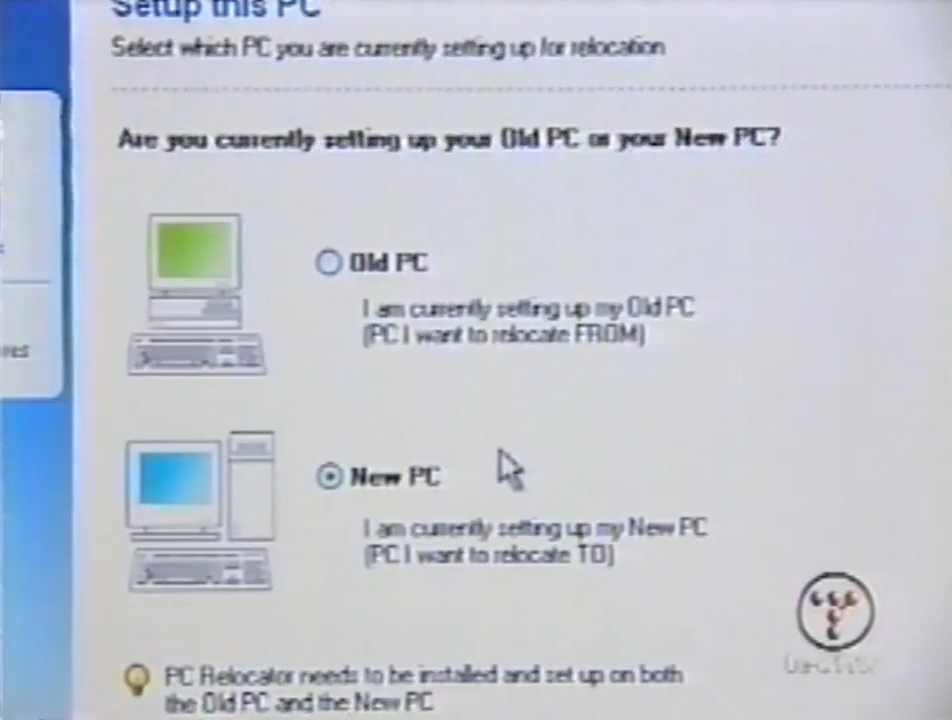 Setup this PC
Select which PC you are currently setting up for relocation
Are you currently setting up your Old PC or your New PC?
Old PC
I am currently setting up my Old PC
(PC I want to relocate FROM)
New PC
I am currently setting up my New PC
(PC I want to relocate TO)
PC Relocator needs to be installed and set up on both
the Old PC and the New PC